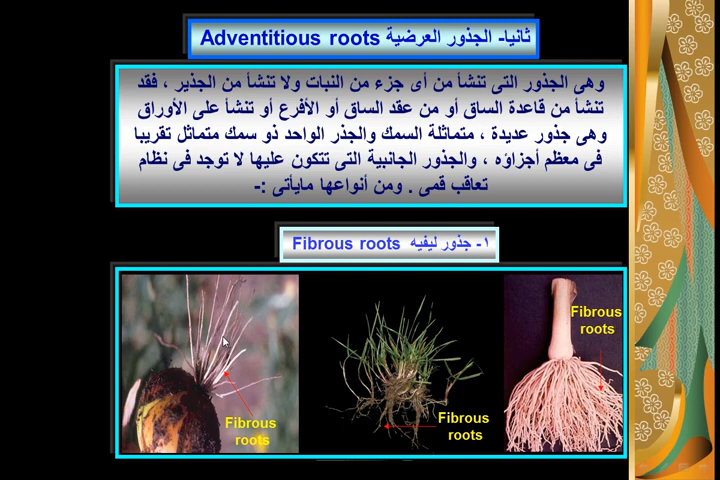 ثانيا- الجذور العرضية Adventitious roots
وهى الجذور التى تنشأ من أى جزء من النبات ولا تنشأ من الجذير ، فقد
تنشأ من قاعدة الساق أو من عقد الساق أو الأفرع أو تنشأ على الأوراق
وهى جذور عديدة ، متماثلة السمك والجذر الواحد ذو سمك متماثل تقريبا
فى معظم أجزاؤه ، والجذور الجانبية التى تتكون عليها لا توجد فى نظام
تعاقب قمى . ومن أنواعها مايأتى :-
١- جذور ليفيه Fibrous roots
Fibrous
roots
Fibrous
roots
Fibrous
roots